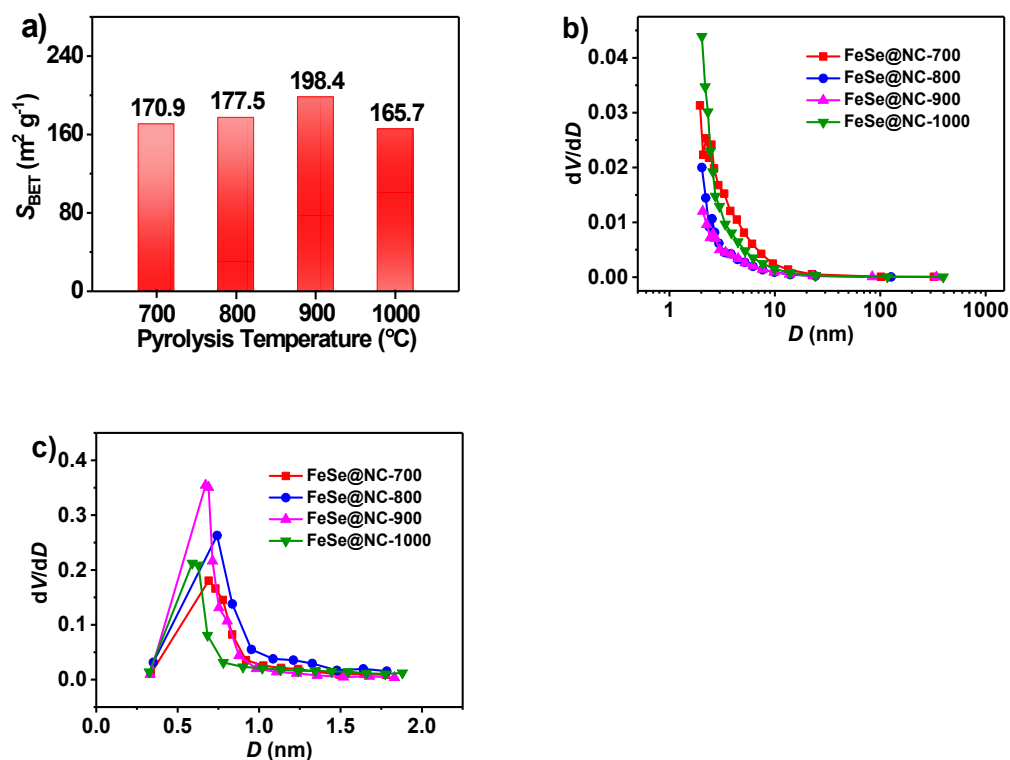 a)
S_BET (m² g⁻¹)
240
160
80
0
170.9
177.5
198.4
165.7
700
800
900
1000
Pyrolysis Temperature (°C)
b)
dV/dD
0.04
0.03
0.02
0.01
0.00
FeSe@NC-700
FeSe@NC-800
FeSe@NC-900
FeSe@NC-1000
1
10
100
1000
D (nm)
c)
dV/dD
0.4
0.3
0.2
0.1
0.0
FeSe@NC-700
FeSe@NC-800
FeSe@NC-900
FeSe@NC-1000
0.0
0.5
1.0
1.5
2.0
D (nm)